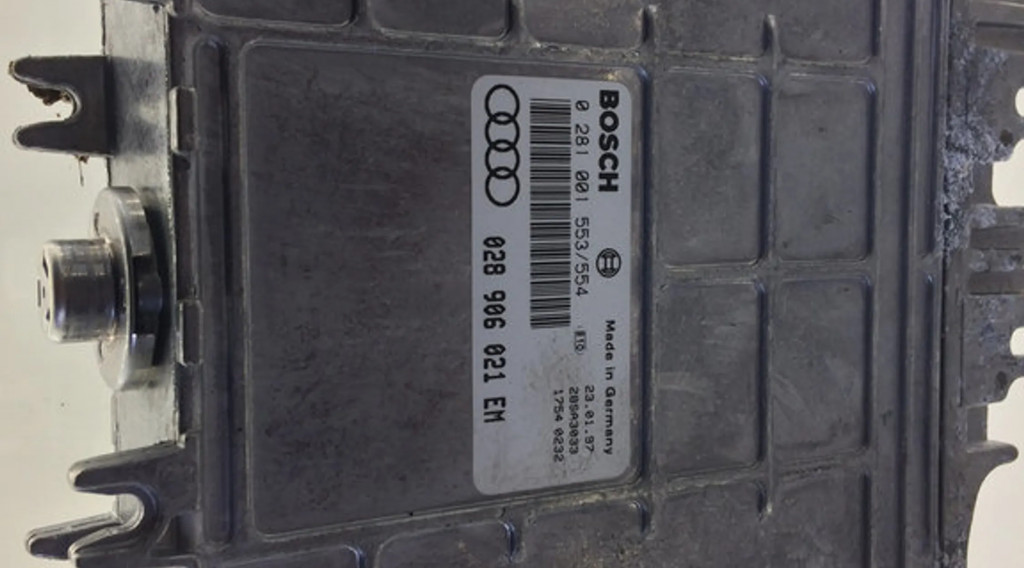 BOSCH
Made in Germany
0 281 001 553/554
23.01.97
28SA3033
1754 0232
028 906 021 EM